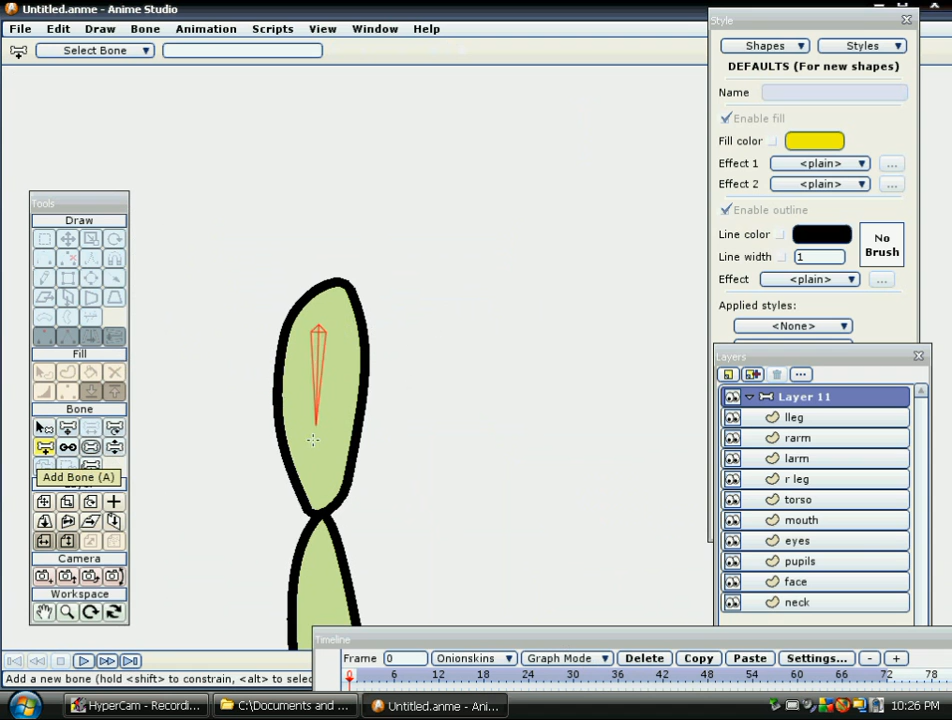 Untitled.anme - Anime Studio
File Edit Draw Bone Animation Scripts View Window Help
Select Bone
Style
Shapes Styles
DEFAULTS (For new shapes)
Name
Enable fill
Fill color
Effect 1 <plain> ...
Effect 2 <plain> ...
Enable outline
Line color
No
Brush
Line width 1
Effect <plain> ...
Applied styles:
<None>
Tools
Draw
Fill
Bone
Add Bone (A)
Camera
Workspace
Layers
...
Layer 11
lleg
rarm
larm
r leg
torso
mouth
eyes
pupils
face
neck
Timeline
Frame 0 Onionskins Graph Mode Delete Copy Paste Settings... - +
0 6 12 18 24 30 36 42 48 54 60 66 72 78
Add a new bone (hold <shift> to constrain, <alt> to selec
HyperCam - Recordi... C:\Documents and ... Untitled.anme - Ani... 10:26 PM